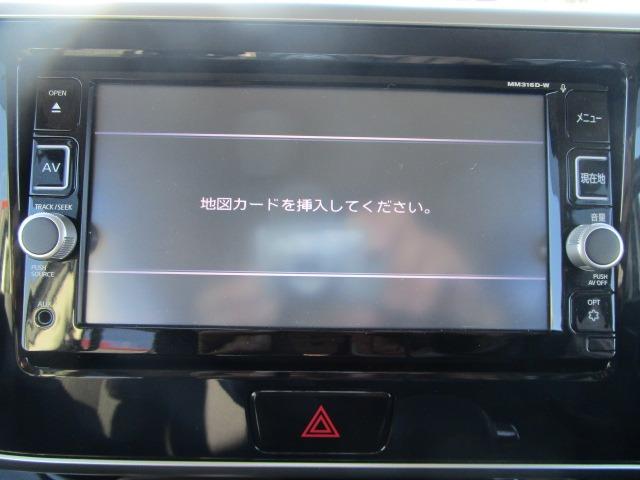 MM316D-W
OPEN
メニュー
AV
現在地
TRACK/SEEK
音量
地図カードを挿入してください。
PUSH
SOURCE
PUSH
AV OFF
AUX
OPT